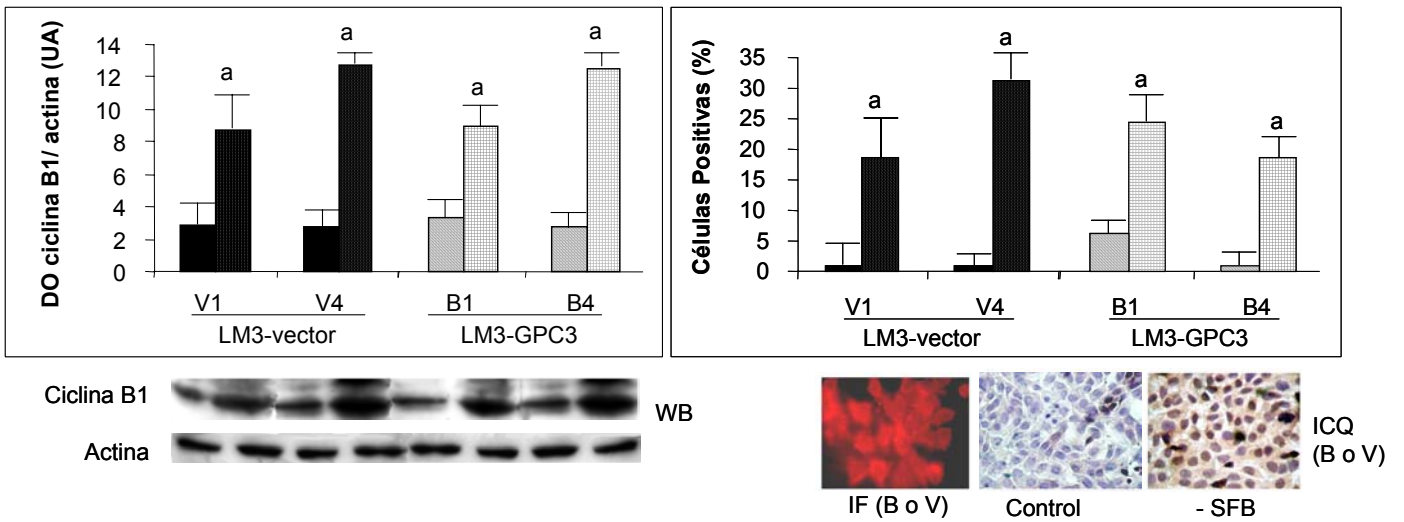 DO ciclina B1/ actina (UA)
14
12
10
8
6
4
2
0
a
a
a
a
V1
V4
B1
B4
LM3-vector
LM3-GPC3
Células Positivas (%)
35
30
25
20
15
10
5
0
a
a
a
a
V1
V4
B1
B4
LM3-vector
LM3-GPC3
Ciclina B1
WB
Actina
IF (B o V)
Control
- SFB
ICQ
(B o V)